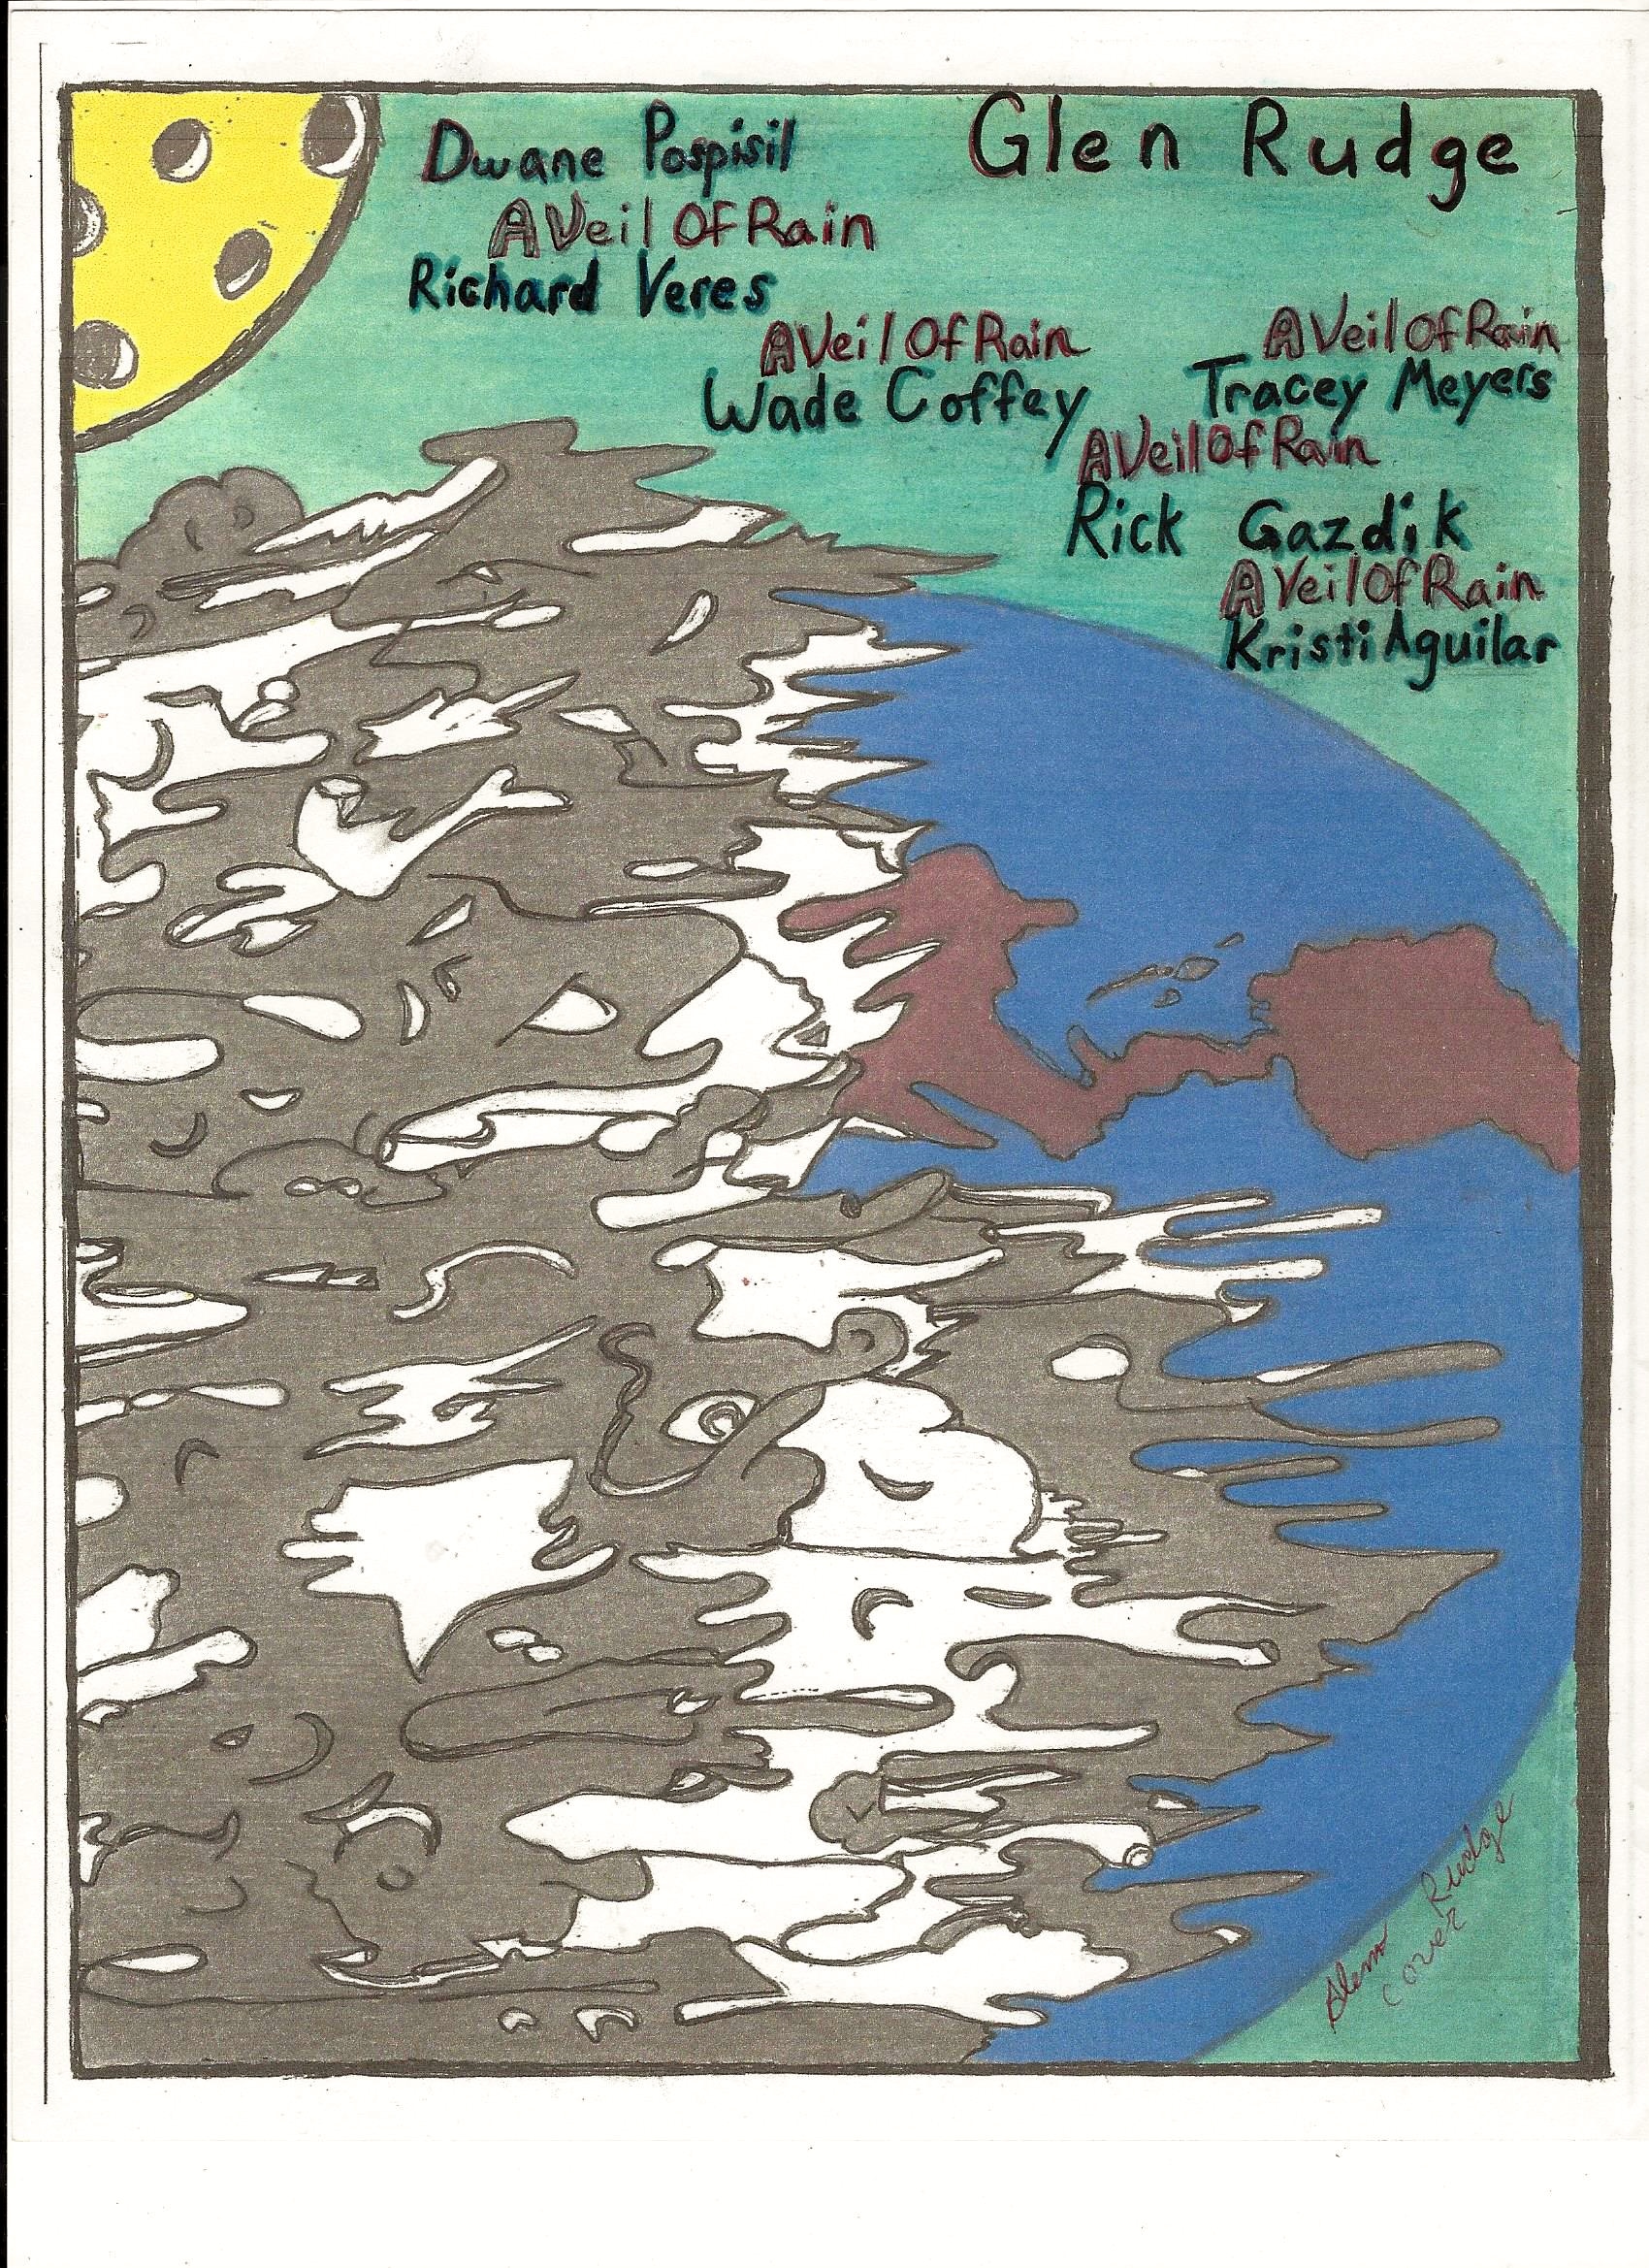 Dwane Pospisil
Glen Rudge
A Veil Of Rain
Richard Veres
A Veil Of Rain
Wade Coffey
A Veil Of Rain
Tracey Meyers
A Veil Of Rain
Rick Gazdik
A Veil Of Rain
Kristi Aguilar
Glenn Rudge
cover